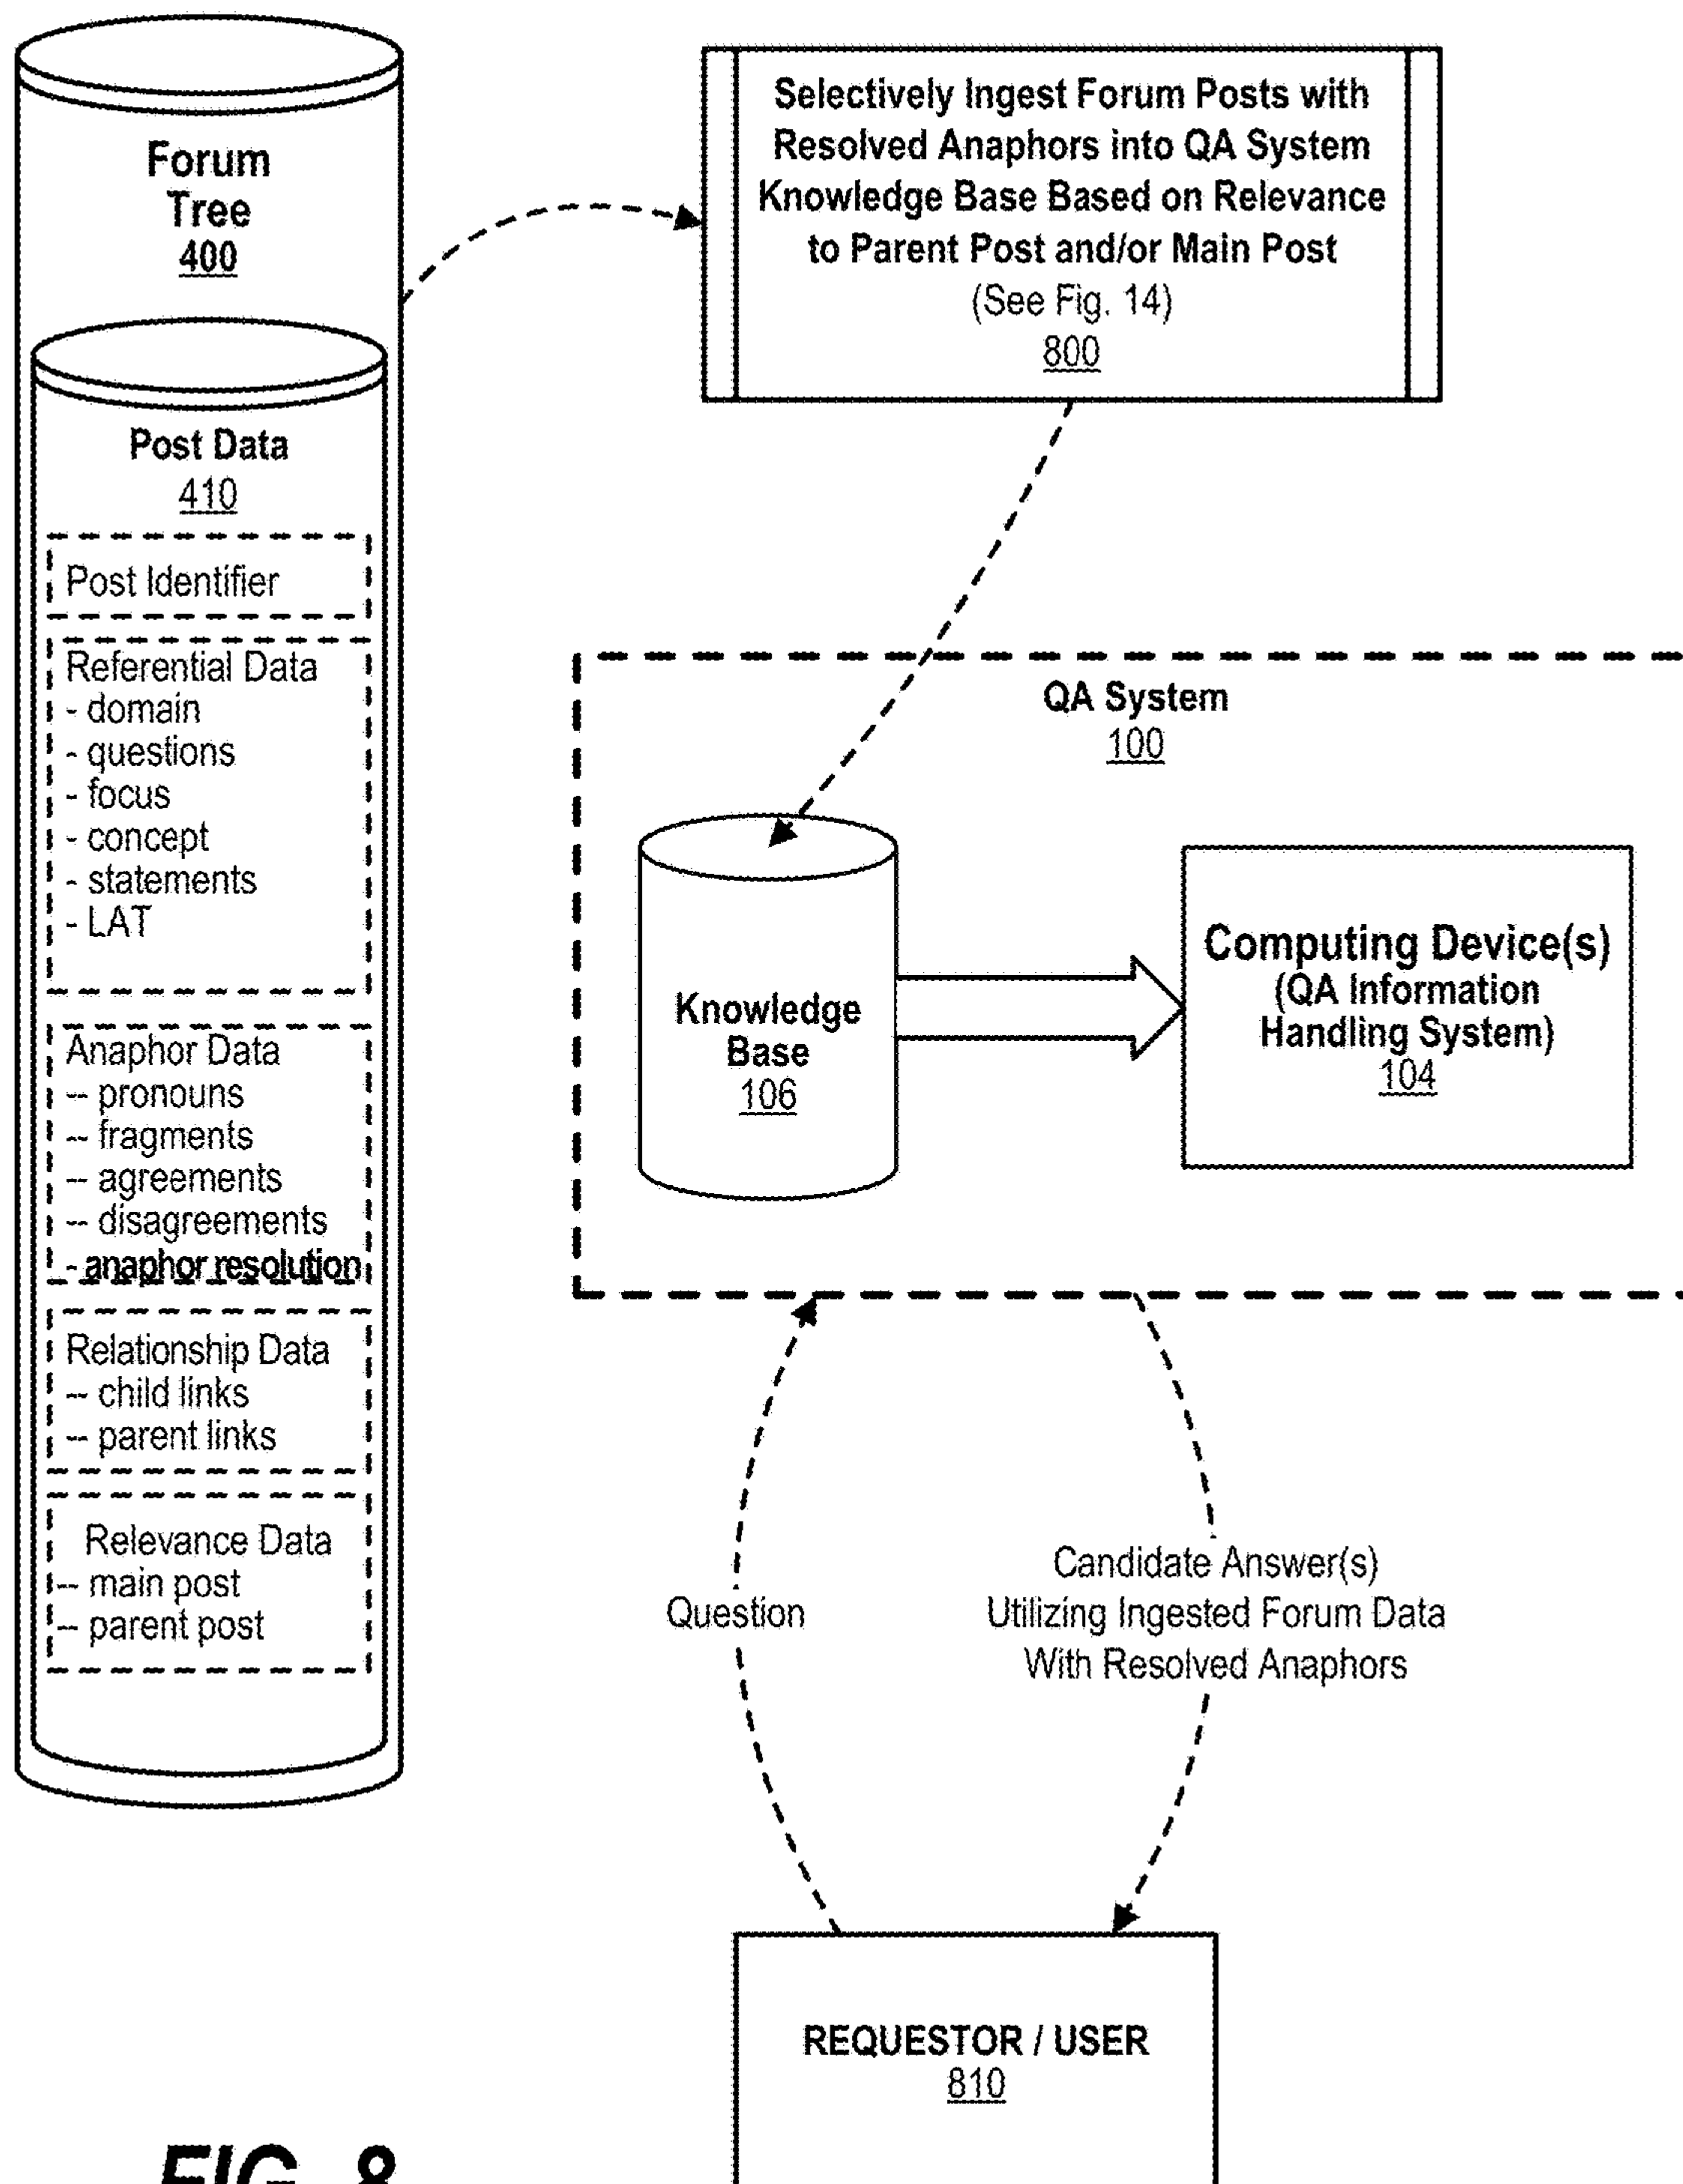 Forum
Tree
400
Post Data
410
Post Identifier
Referential Data
- domain
- questions
- focus
- concept
- statements
- LAT
Anaphor Data
-- pronouns
-- fragments
-- agreements
-- disagreements
- anaphor resolution
Relationship Data
-- child links
-- parent links
Relevance Data
-- main post
-- parent post
Selectively Ingest Forum Posts with
Resolved Anaphors into QA System
Knowledge Base Based on Relevance
to Parent Post and/or Main Post
(See Fig. 14)
800
QA System
100
Knowledge
Base
106
Computing Device(s)
(QA Information
Handling System)
104
Question
Candidate Answer(s)
Utilizing Ingested Forum Data
With Resolved Anaphors
REQUESTOR / USER
810
FIG. 8